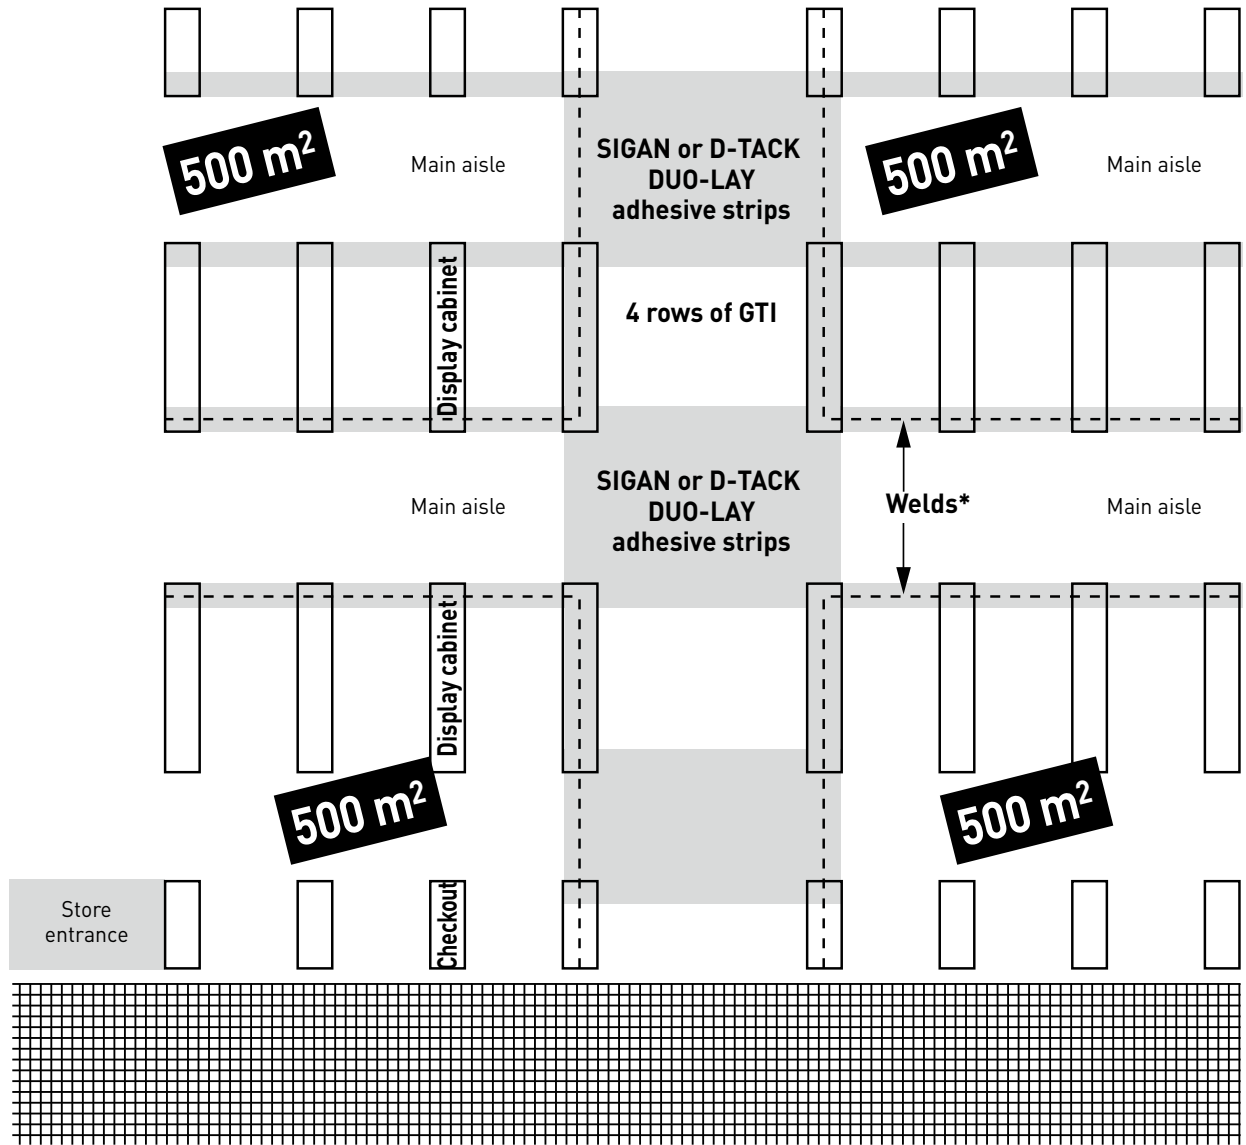 500 m²
Main aisle
SIGAN or D-TACK
DUO-LAY
adhesive strips
500 m²
Main aisle
Display cabinet
4 rows of GTI
Main aisle
SIGAN or D-TACK
DUO-LAY
adhesive strips
Welds*
Main aisle
Display cabinet
500 m²
500 m²
Store
entrance
Checkout